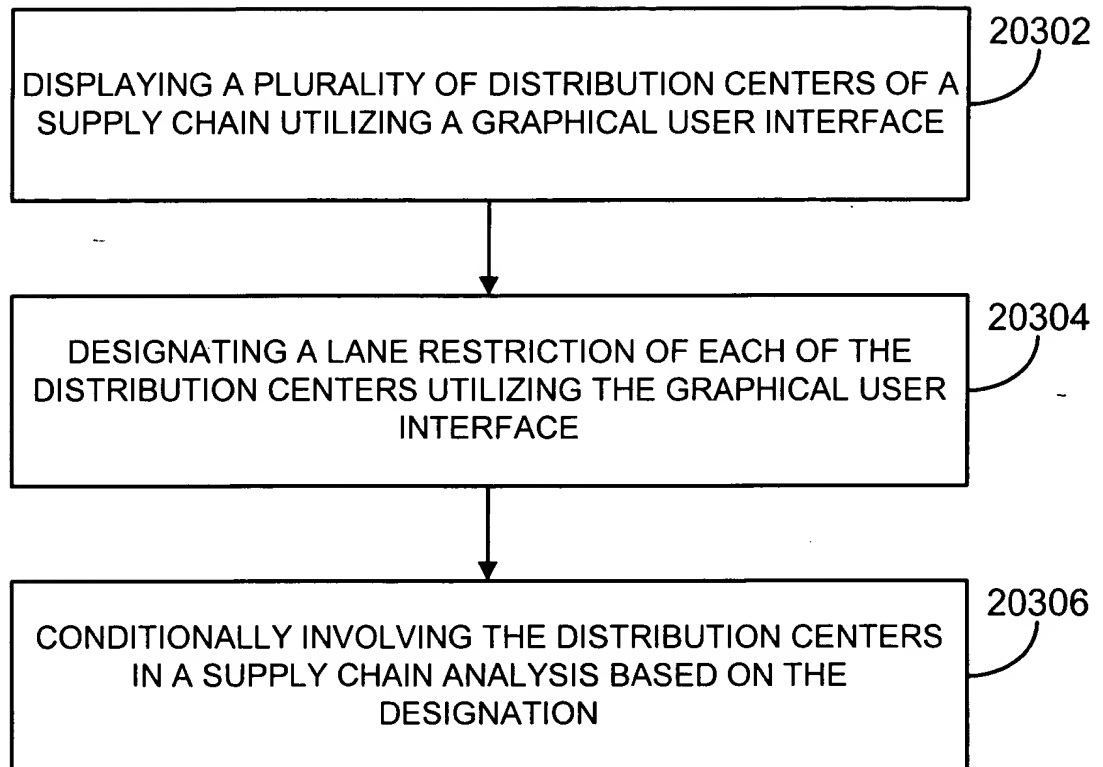 20302
DISPLAYING A PLURALITY OF DISTRIBUTION CENTERS OF A
SUPPLY CHAIN UTILIZING A GRAPHICAL USER INTERFACE
20304
DESIGNATING A LANE RESTRICTION OF EACH OF THE
DISTRIBUTION CENTERS UTILIZING THE GRAPHICAL USER
INTERFACE
20306
CONDITIONALLY INVOLVING THE DISTRIBUTION CENTERS
IN A SUPPLY CHAIN ANALYSIS BASED ON THE
DESIGNATION